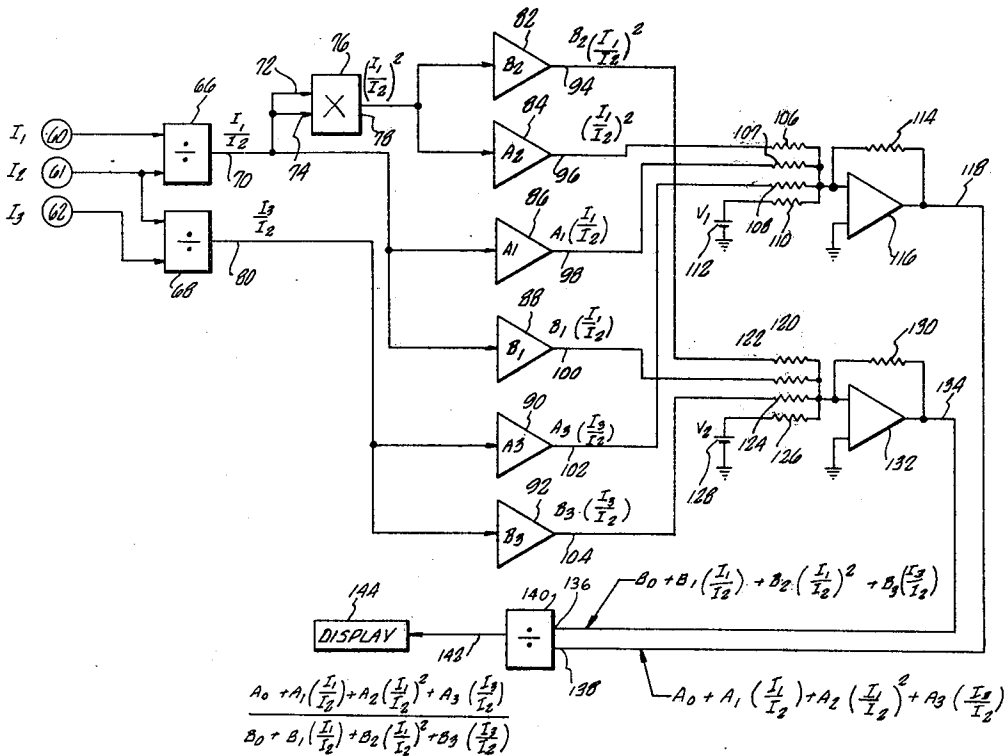 82
B2 (I1/I2)^2
B2
94
76
(I1/I2)^2
72
X
78
74
66
I1 60
÷
I1/I2
70
I2 61
I3 62
÷
68
I3/I2
80
84
(I1/I2)^2
A2
96
86
A1 (I1/I2)
A1
98
88
B1 (I1/I2)
B1
100
90
A3 (I3/I2)
A3
102
92
B3 · (I3/I2)
B3
104
106
107
108
110
V1
112
114
116
118
120
122
124
126
V2
128
130
132
134
136
B0 + B1 (I1/I2) + B2 · (I1/I2)^2 + B3 (I3/I2)
144
DISPLAY
142
140
÷
138
A0 + A1 (I1/I2) + A2 (I1/I2)^2 + A3 (I3/I2)
A0 + A1 (I1/I2) + A2 (I1/I2)^2 + A3 (I3/I2)
B0 + B1 (I1/I2) + B2 (I1/I2)^2 + B3 (I3/I2)